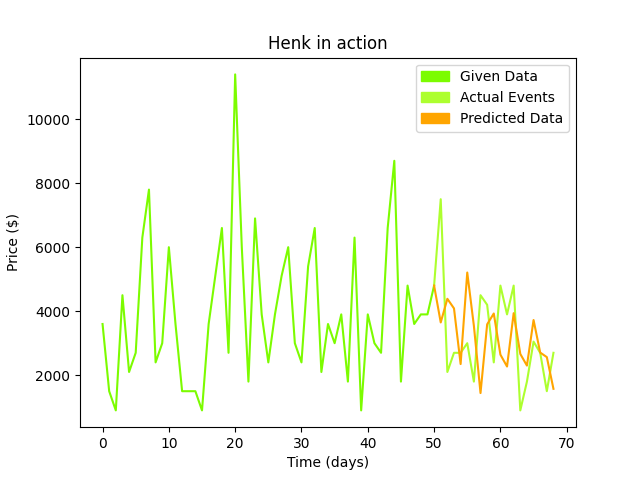 Henk in action
Given Data
Actual Events
Predicted Data
Price ($)
10000
8000
6000
4000
2000
0 10 20 30 40 50 60 70
Time (days)